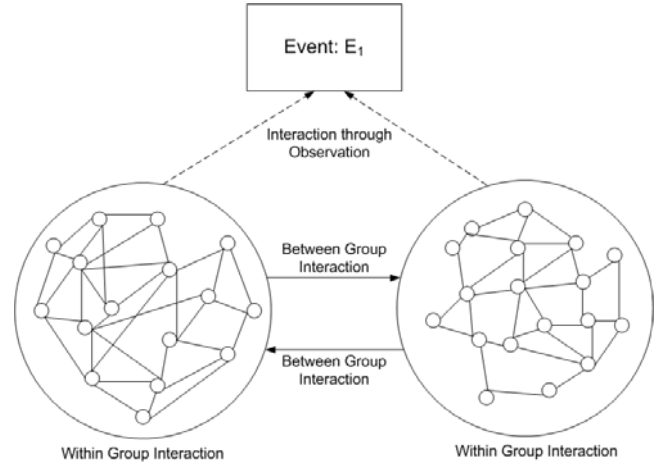 Event: E₁
Interaction through
Observation
Between Group
Interaction
Between Group
Interaction
Within Group Interaction
Within Group Interaction